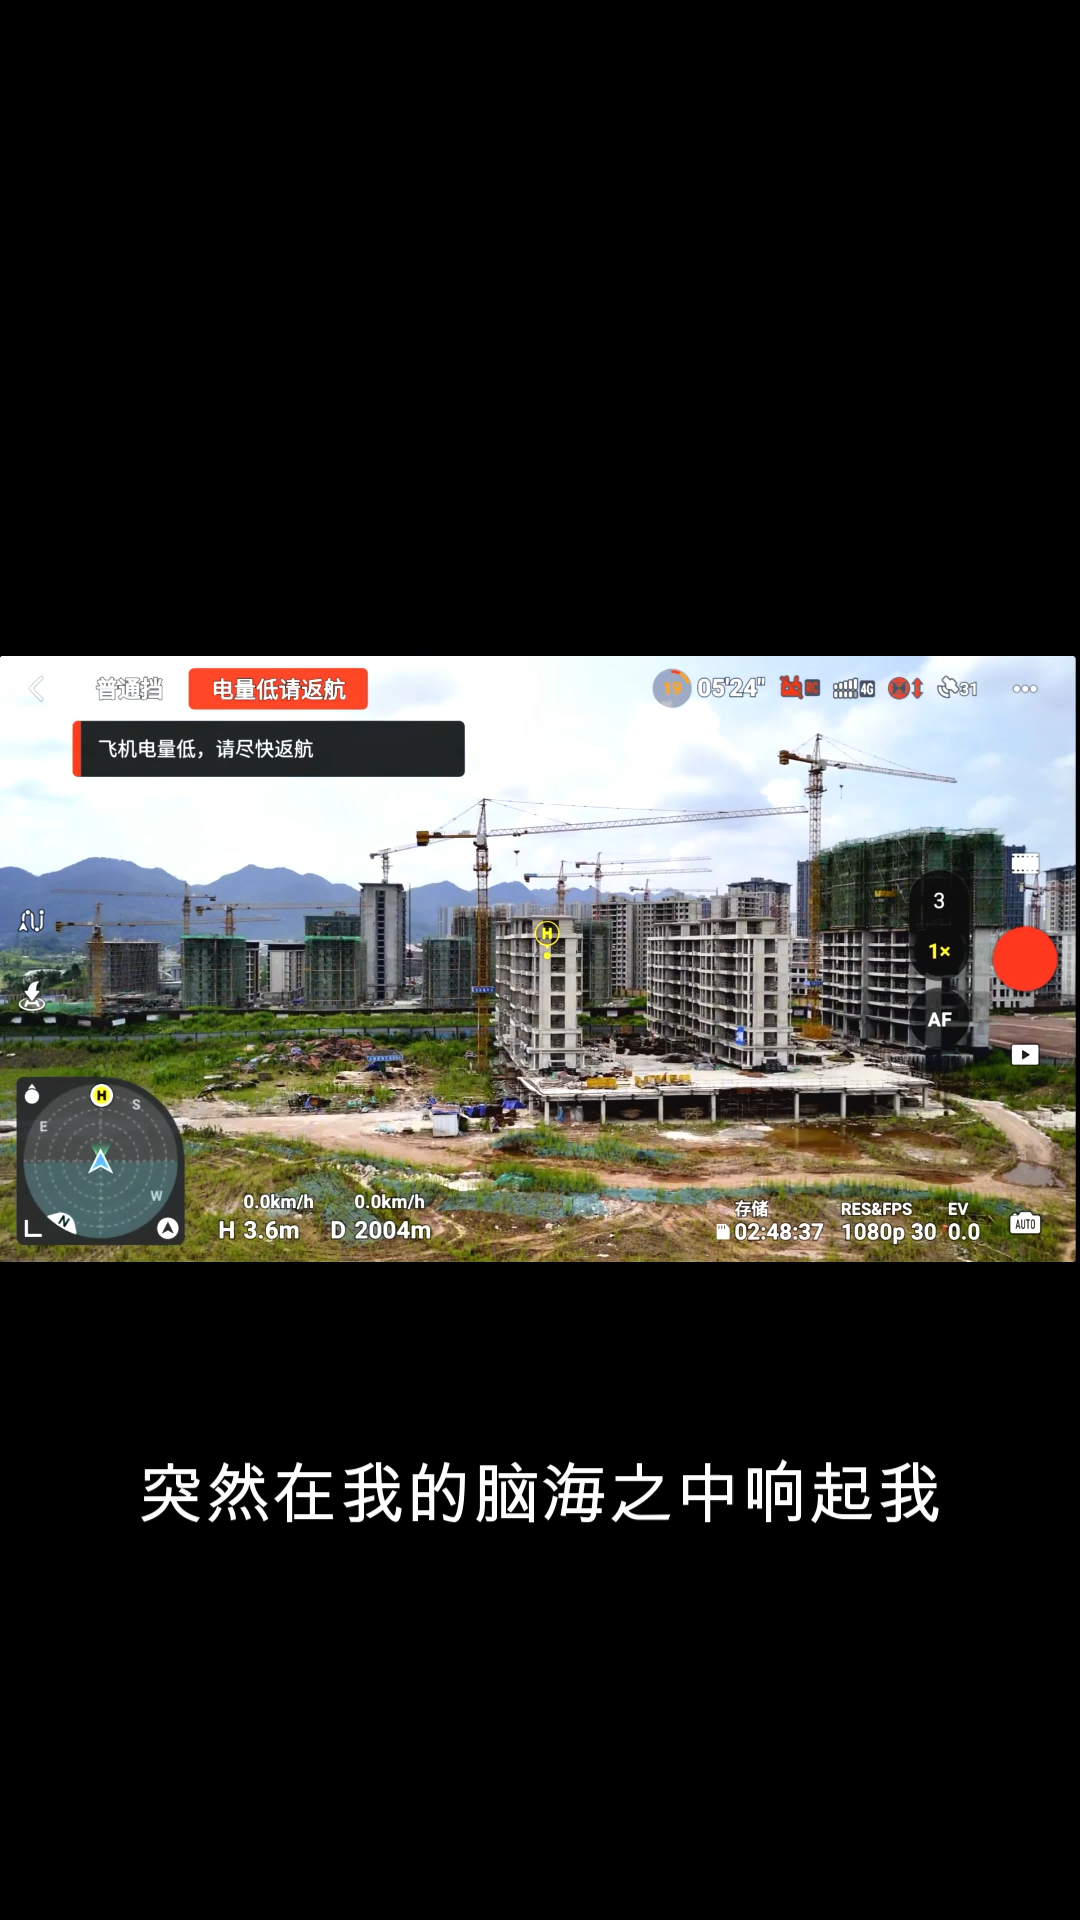 普通挡
电量低请返航
19
05'24"
RC
4G
31
飞机电量低，请尽快返航
H
3
1×
AF
H
S
E
W
N
0.0km/h
0.0km/h
H 3.6m
D 2004m
存储
02:48:37
RES&FPS
1080p 30
EV
0.0
AUTO
突然在我的脑海之中响起我